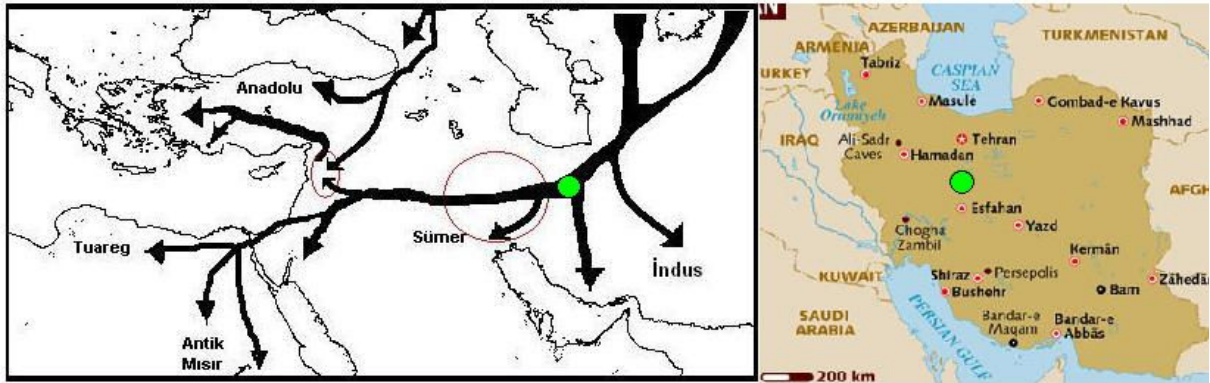 Anadolu
Tuareg
Sümer
İndus
Antik
Mısır
AN
AZERBAIJAN
ARMENIA
TURKMENISTAN
Tabriz
CASPIAN
SEA
URKEY
Lake
Orumiyeh
Masule
Gombad-e Kavus
Mashhad
IRAQ
Ali-Sadr
Caves
Tehran
Hamadan
AFGH
Esfahan
Chogha
Zambil
Yazd
Kermān
KUWAIT
Shiraz
Persepolis
Zāhedān
Bushehr
Bam
SAUDI
ARABIA
PERSIAN GULF
Bandar-e
Maqam
Bandar-e
Abbās
200 km